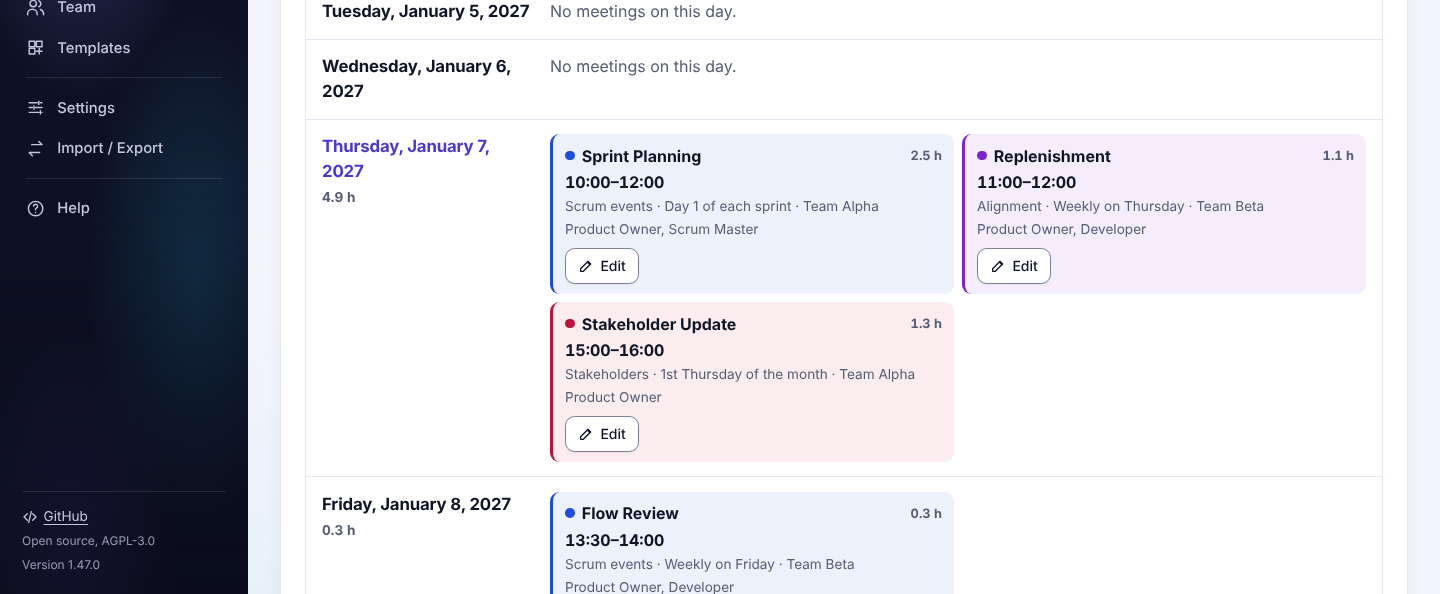 Team
Templates
Settings
Import / Export
Help
GitHub
Open source, AGPL-3.0
Version 1.47.0
Tuesday, January 5, 2027
No meetings on this day.
Wednesday, January 6,
2027
No meetings on this day.
Thursday, January 7,
2027
4.9 h
Sprint Planning
2.5 h
10:00–12:00
Scrum events · Day 1 of each sprint · Team Alpha
Product Owner, Scrum Master
Edit
Replenishment
1.1 h
11:00–12:00
Alignment · Weekly on Thursday · Team Beta
Product Owner, Developer
Edit
Stakeholder Update
1.3 h
15:00–16:00
Stakeholders · 1st Thursday of the month · Team Alpha
Product Owner
Edit
Friday, January 8, 2027
0.3 h
Flow Review
0.3 h
13:30–14:00
Scrum events · Weekly on Friday · Team Beta
Product Owner, Developer